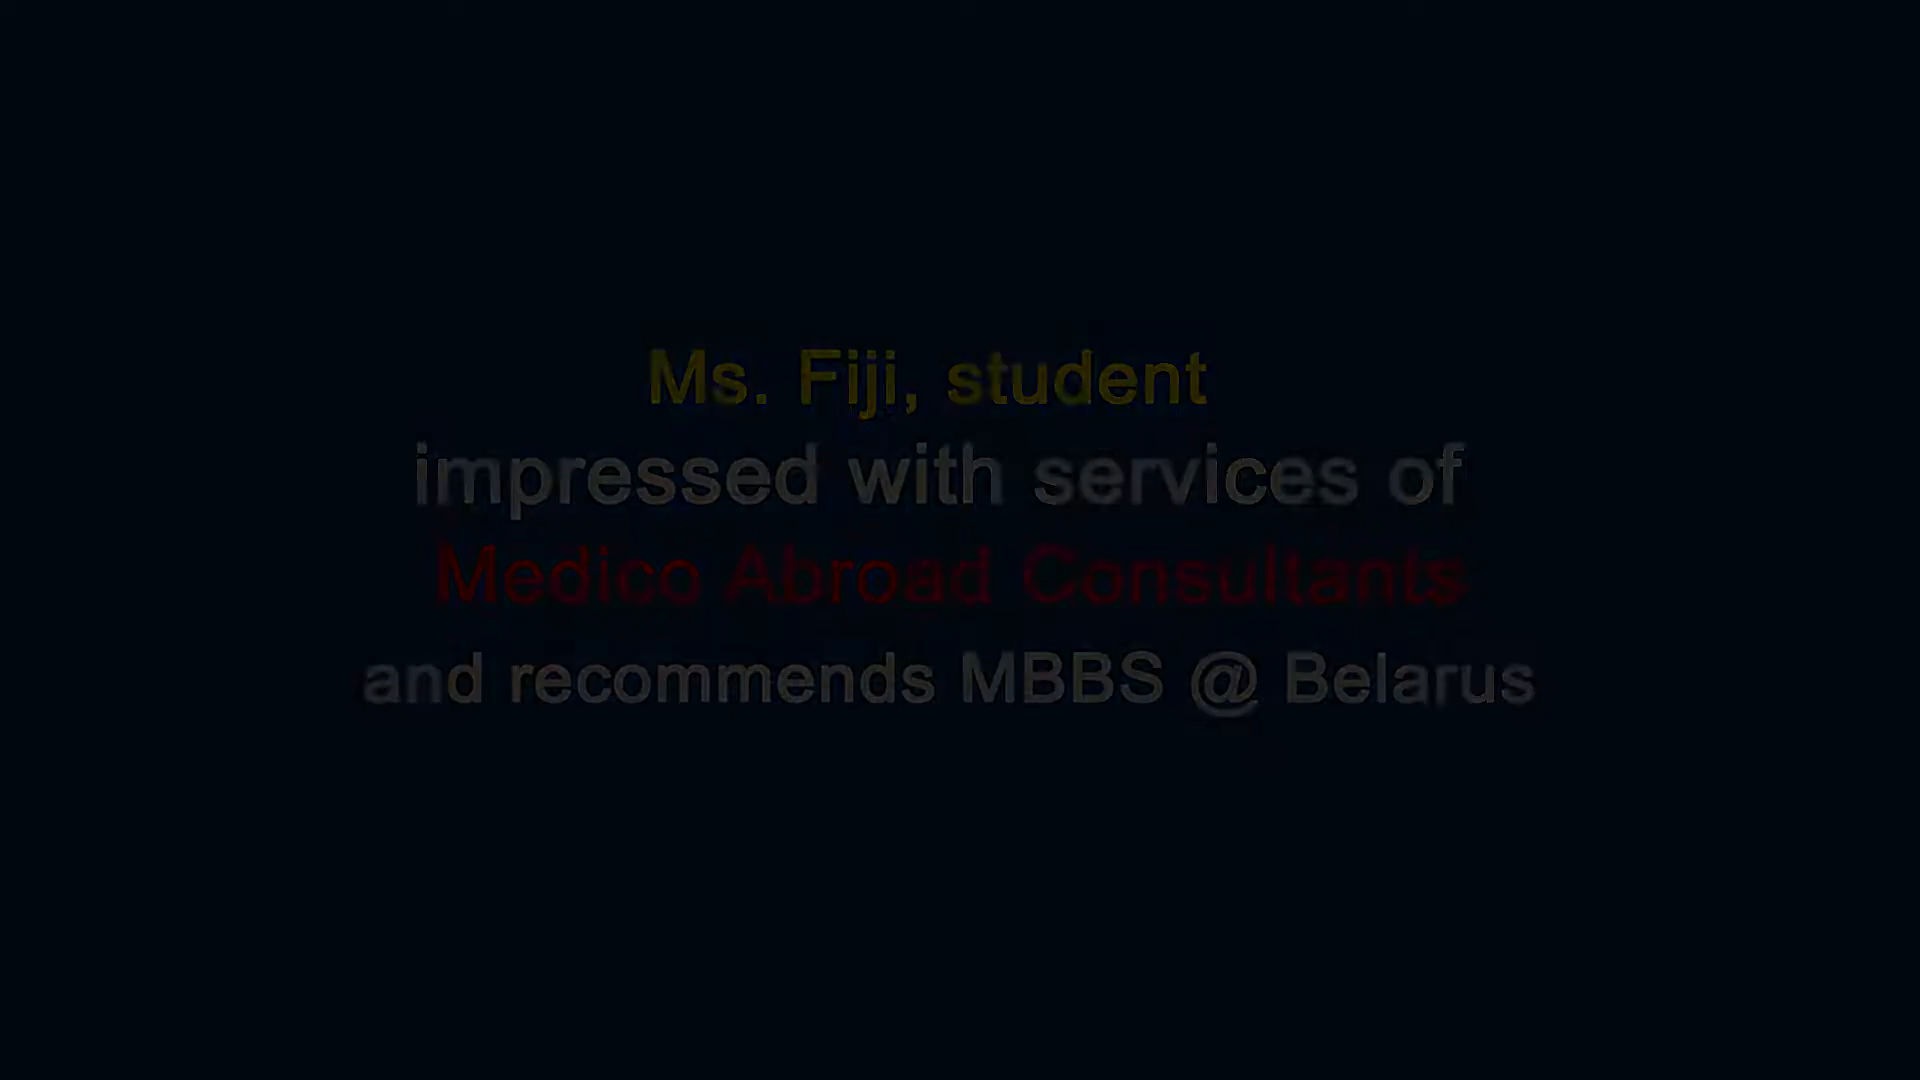 Ms. Fiji, student
impressed with services of
Medico Abroad Consultants
and recommends MBBS @ Belarus